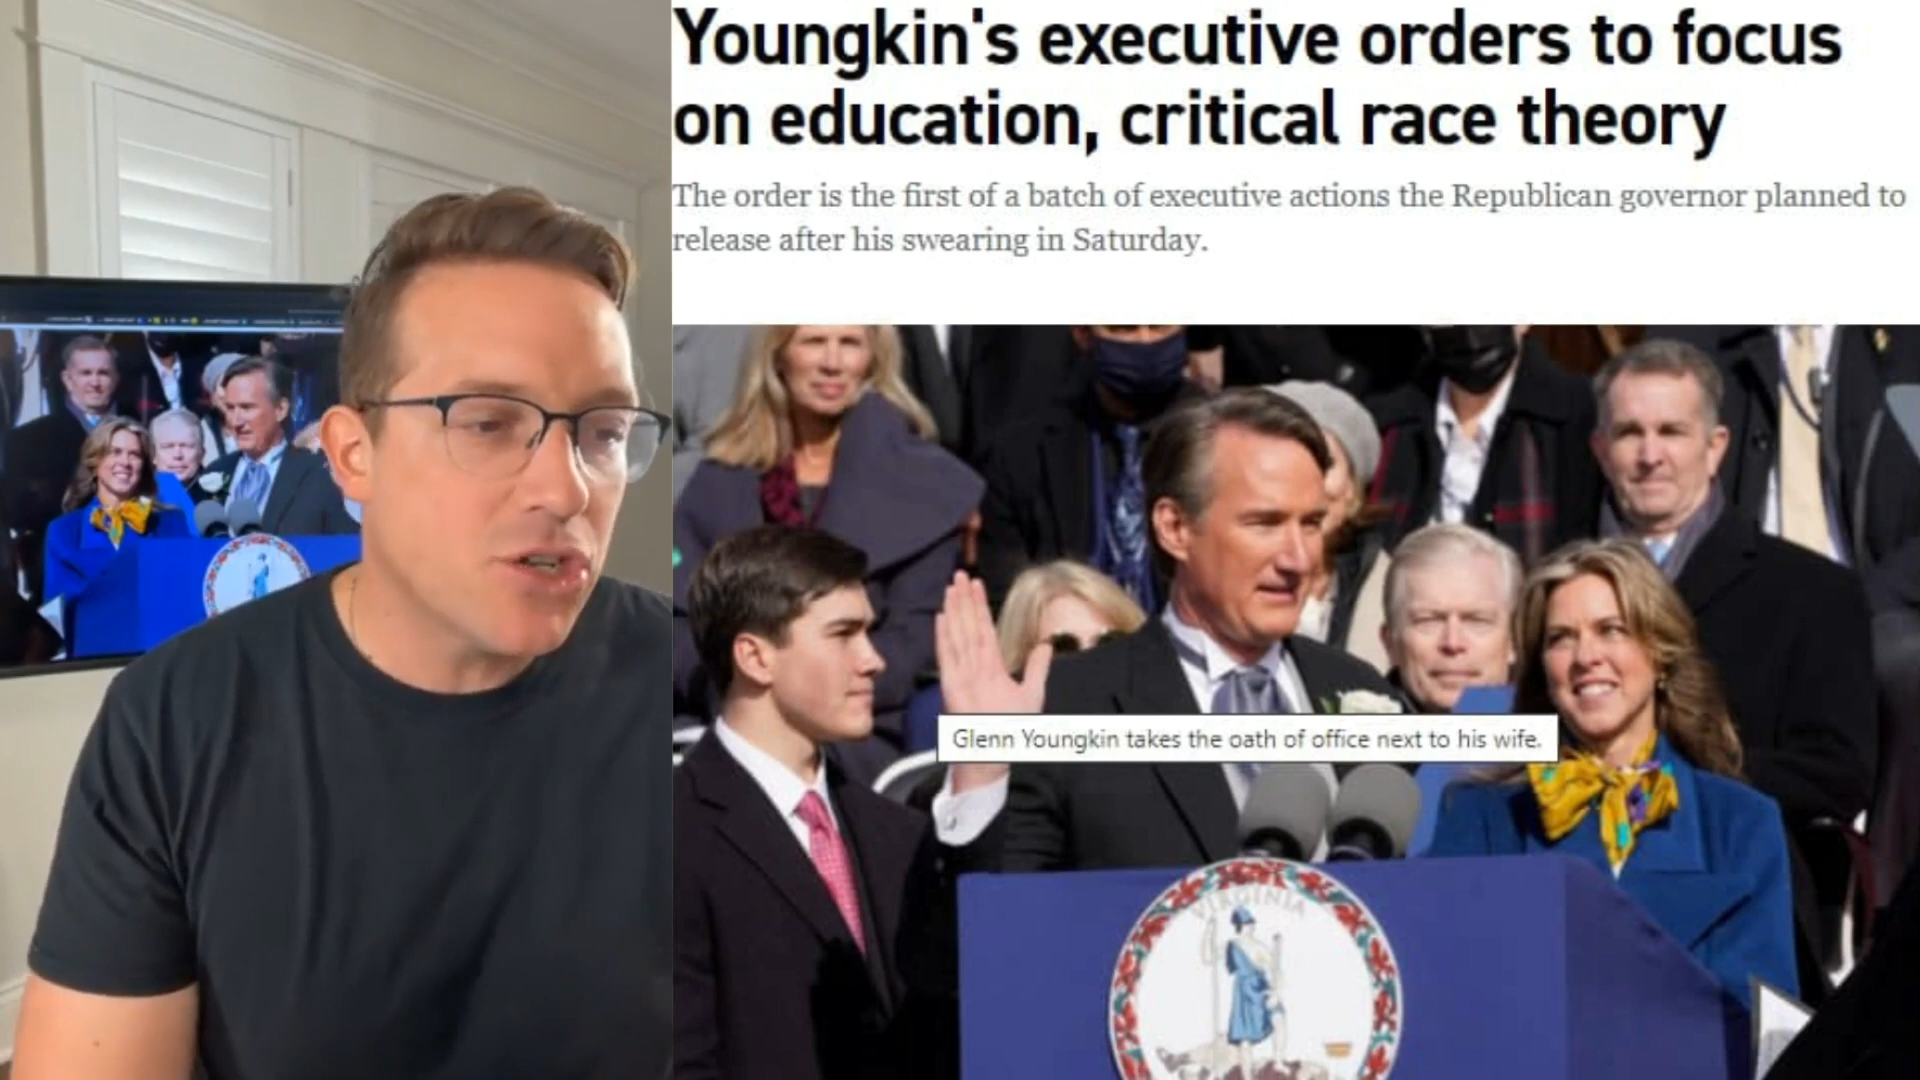 Youngkin's executive orders to focus
on education, critical race theory
The order is the first of a batch of executive actions the Republican governor planned to
release after his swearing in Saturday.
Glenn Youngkin takes the oath of office next to his wife.
VIRGINIA